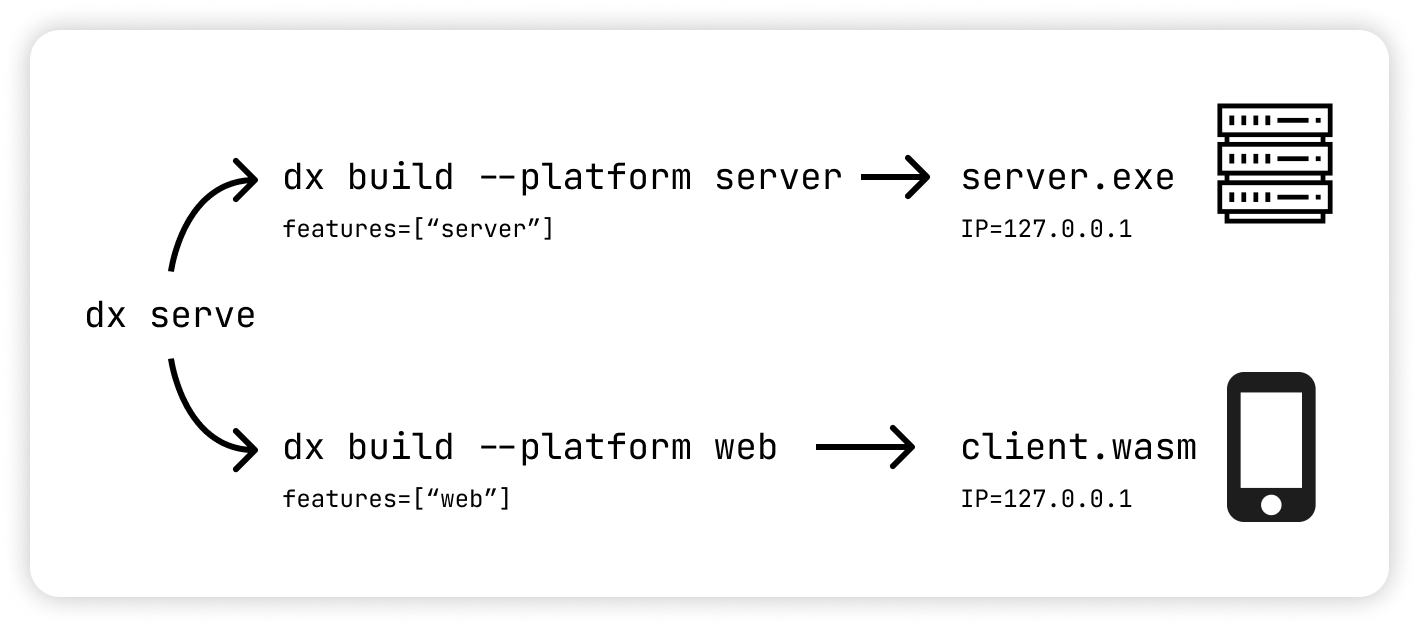 dx build --platform server
server.exe
features=[“server”]
IP=127.0.0.1
dx serve
dx build --platform web
client.wasm
features=[“web”]
IP=127.0.0.1